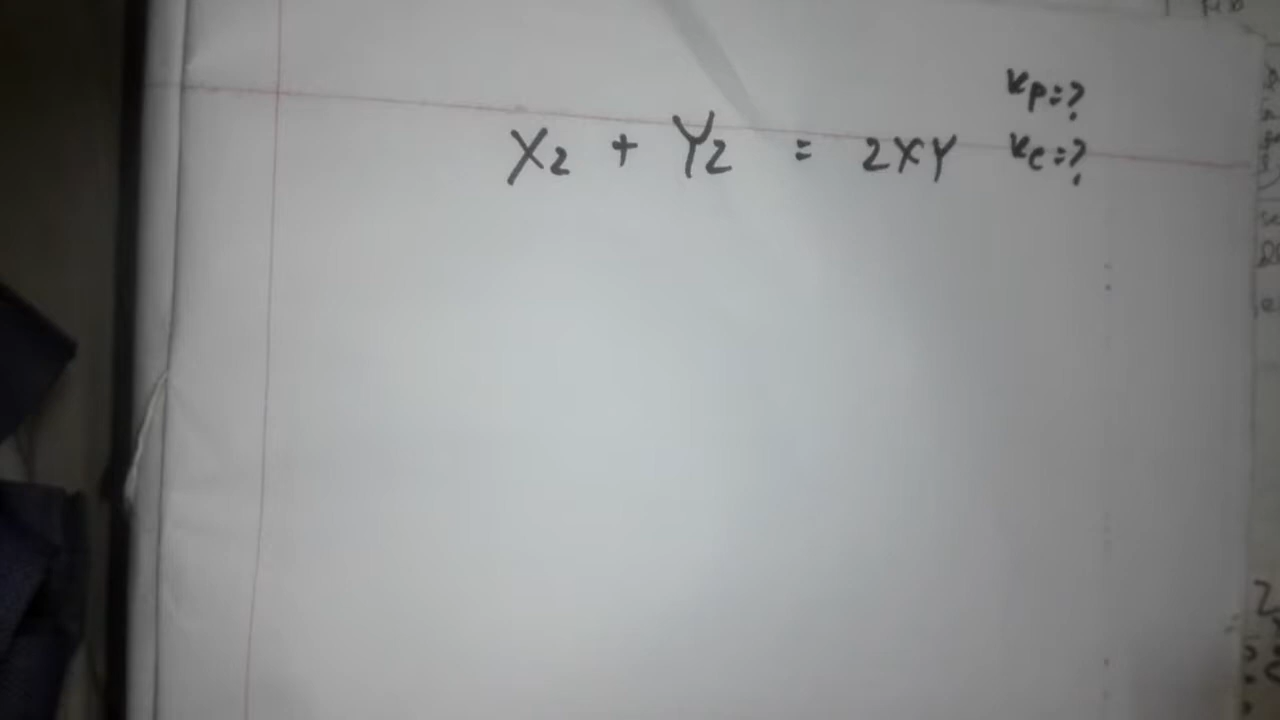 Kp=?
X2 + Y2 = 2XY Kc=?